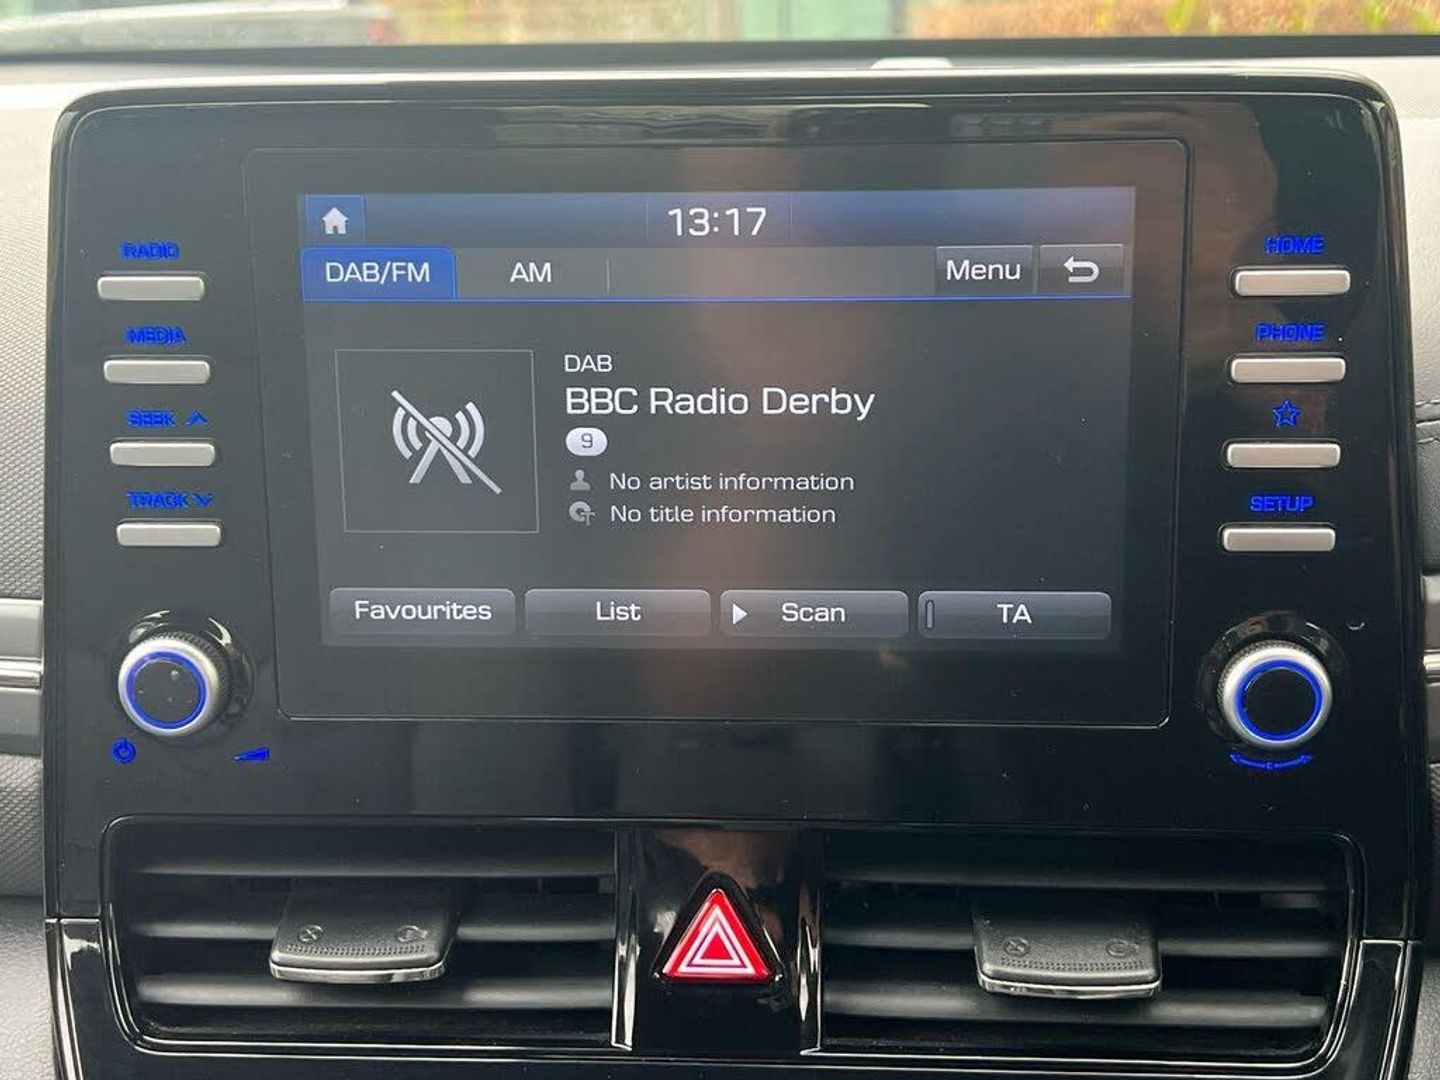 13:17
DAB/FM AM Menu
DAB
BBC Radio Derby
9
No artist information
No title information
Favourites List Scan TA
RADIO
MEDIA
SEEK
TRACK
HOME
PHONE
SETUP